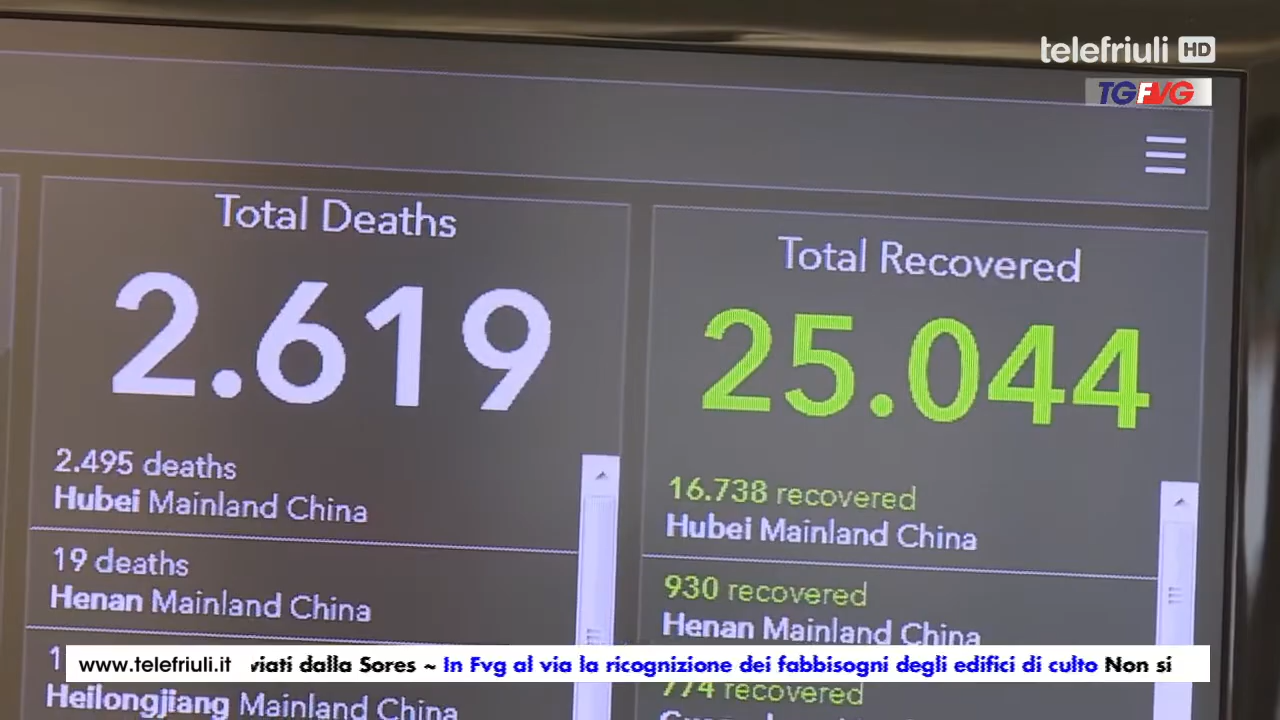 telefriuli HD
TGFVG
Total Deaths
2.619
2.495 deaths
Hubei Mainland China
19 deaths
Henan Mainland China
Heilongjiang Mainland China
Total Recovered
25.044
16.738 recovered
Hubei Mainland China
930 recovered
Henan Mainland China
774 recovered
www.telefriuli.it viati dalla Sores ~ In Fvg al via la ricognizione dei fabbisogni degli edifici di culto Non si